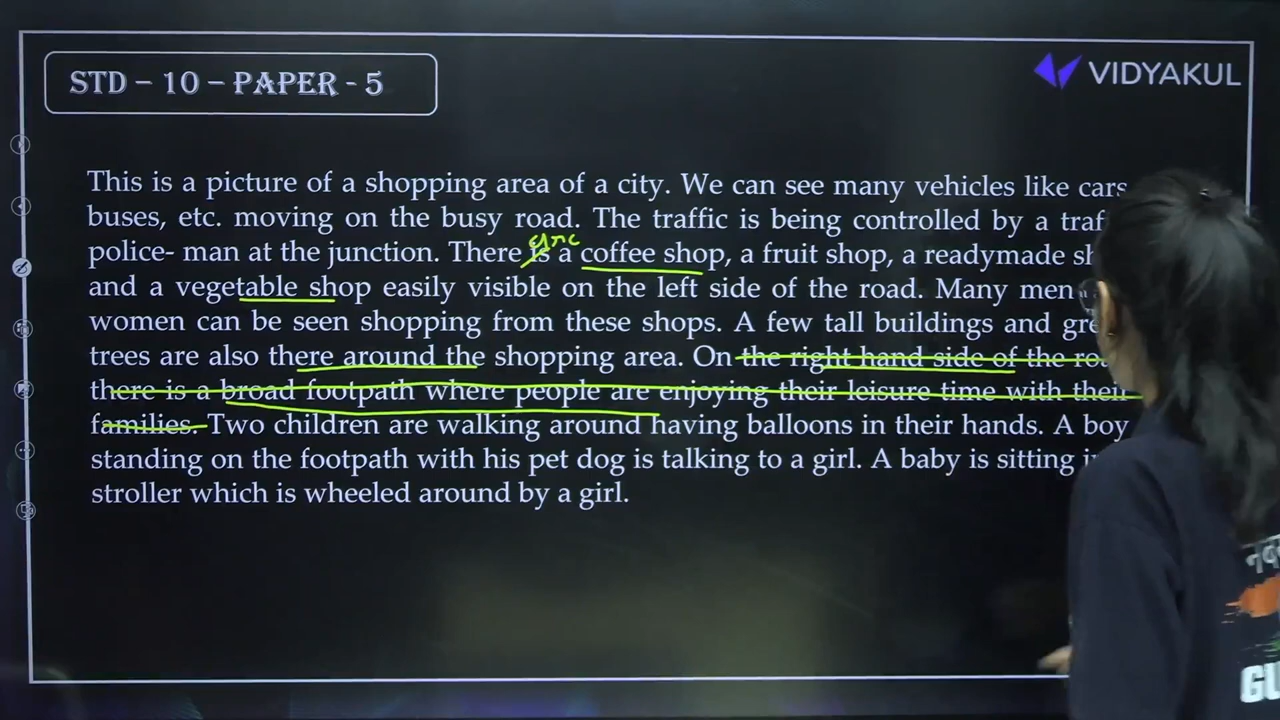 STD – 10 – PAPER - 5
VIDYAKUL
This is a picture of a shopping area of a city. We can see many vehicles like cars
buses, etc. moving on the busy road. The traffic is being controlled by a
police- man at the junction. There is a coffee shop, a fruit shop, a readymade
and a vegetable shop easily visible on the left side of the road. Many men
women can be seen shopping from these shops. A few tall buildings and
trees are also there around the shopping area. On the right hand side of the
there is a broad footpath where people are enjoying their leisure time with their
families. Two children are walking around having balloons in their hands. A boy
standing on the footpath with his pet dog is talking to a girl. A baby is sitting
stroller which is wheeled around by a girl.